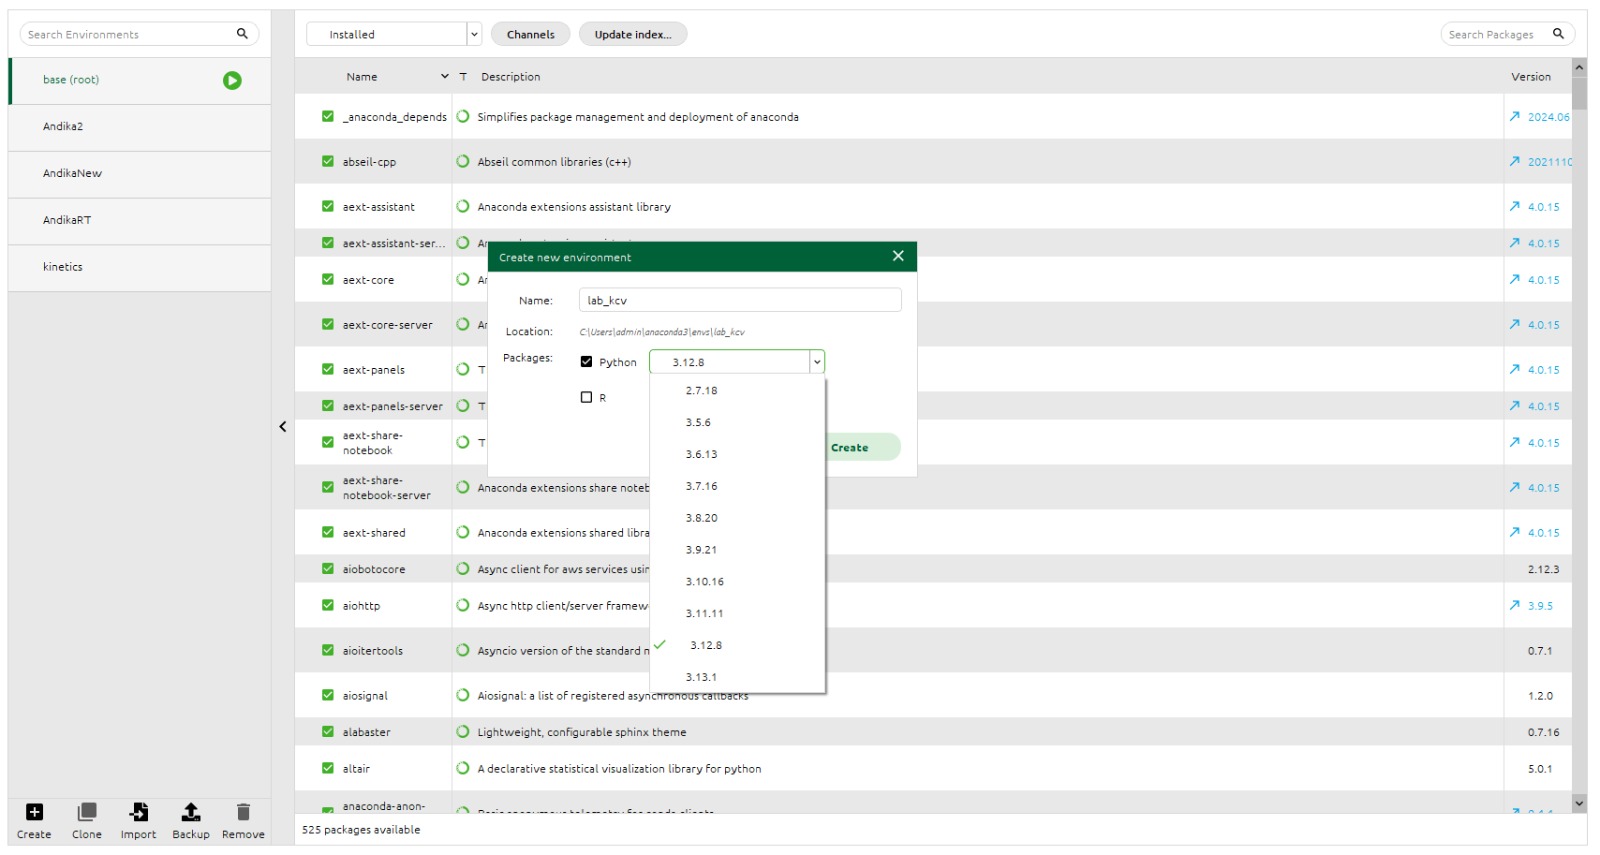 Search Environments
Installed
Channels
Update index...
Search Packages
base (root)
Andika2
AndikaNew
AndikaRT
kinetics
Name T Description Version
_anaconda_depends Simplifies package management and deployment of anaconda 2024.06
abseil-cpp Abseil common libraries (c++) 2021110
aext-assistant Anaconda extensions assistant library 4.0.15
aext-assistant-ser... 4.0.15
aext-core 4.0.15
aext-core-server 4.0.15
aext-panels T 4.0.15
aext-panels-server T 4.0.15
aext-share-
notebook T 4.0.15
aext-share-
notebook-server Anaconda extensions share noteb 4.0.15
aext-shared Anaconda extensions shared libra 4.0.15
aiobotocore Async client for aws services usin 2.12.3
aiohttp Async http client/server framew 3.9.5
aioitertools Asyncio version of the standard 0.7.1
aiosignal Aiosignal: a list of registered asynchronous callbacks 1.2.0
alabaster Lightweight, configurable sphinx theme 0.7.16
altair A declarative statistical visualization library for python 5.0.1
anaconda-anon-
Create new environment
Name: lab_kcv
Location: C:\Users\admin\anaconda3\envs\lab_kcv
Packages: Python 3.12.8
R
2.7.18
3.5.6
3.6.13
3.7.16
3.8.20
3.9.21
3.10.16
3.11.11
3.12.8
3.13.1
Create
Create Clone Import Backup Remove
525 packages available